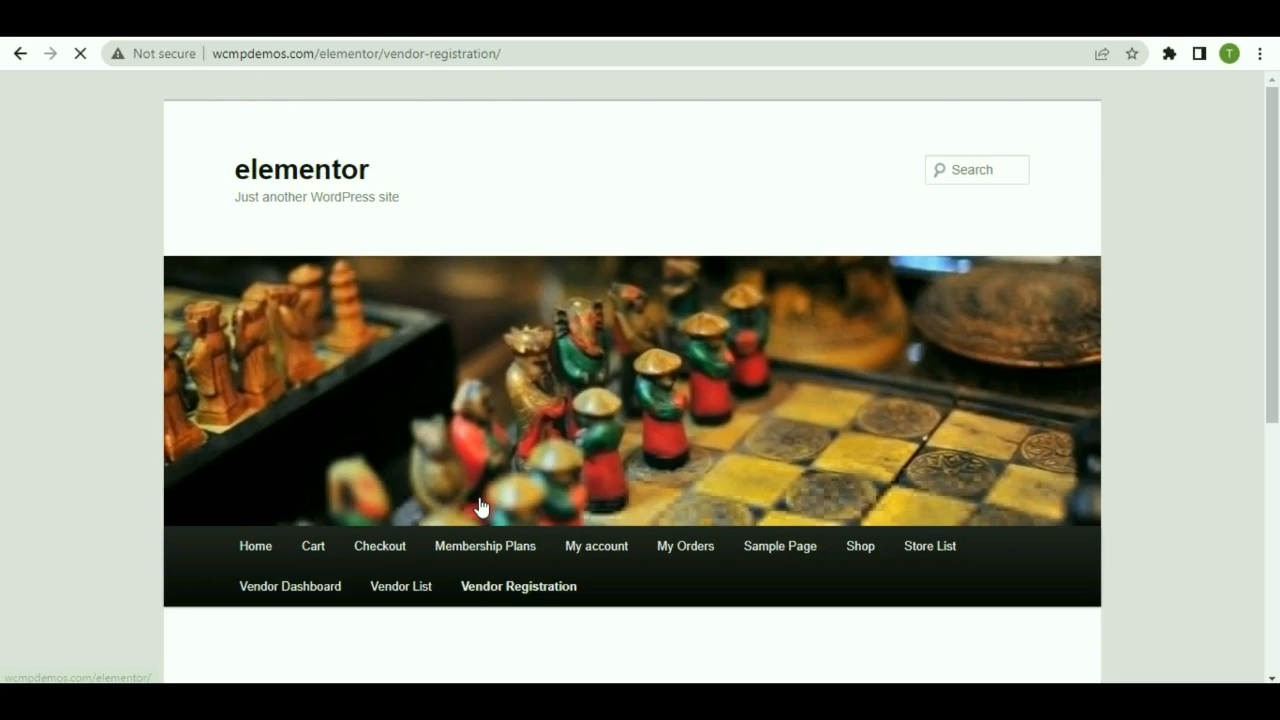 Not secure
wcmpdemos.com/elementor/vendor-registration/
T
elementor
Search
Just another WordPress site
Home Cart Checkout Membership Plans My account My Orders Sample Page Shop Store List
Vendor Dashboard Vendor List Vendor Registration
wcmpdemos.com/elementor/